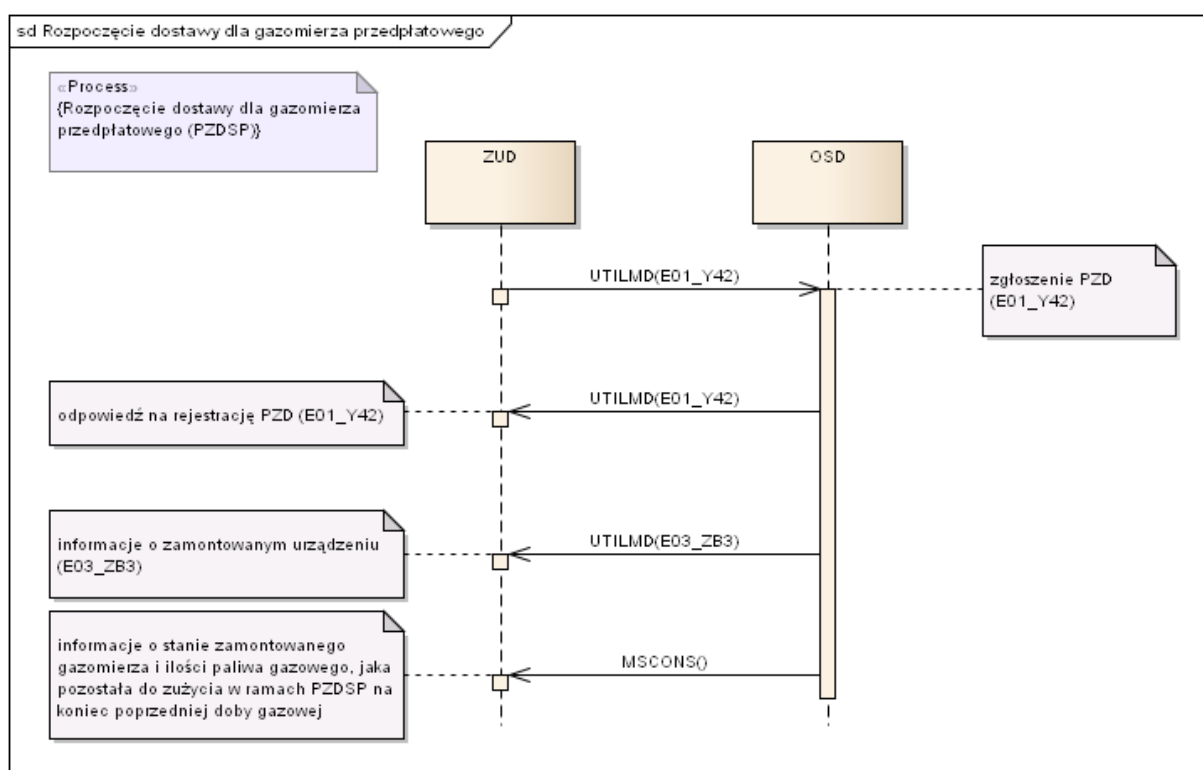 sd Rozpoczęcie dostawy dla gazomierza przedpłatowego
«Process»
{Rozpoczęcie dostawy dla gazomierza
przedpłatowego (PZDSP)}
ZUD
OSD
UTILMD(E01_Y42)
zgłoszenie PZD
(E01_Y42)
UTILMD(E01_Y42)
odpowiedź na rejestrację PZD (E01_Y42)
UTILMD(E03_ZB3)
informacje o zamontowanym urządzeniu
(E03_ZB3)
MSCONS()
informacje o stanie zamontowanego
gazomierza i ilości paliwa gazowego, jaka
pozostała do zużycia w ramach PZDSP na
koniec poprzedniej doby gazowej